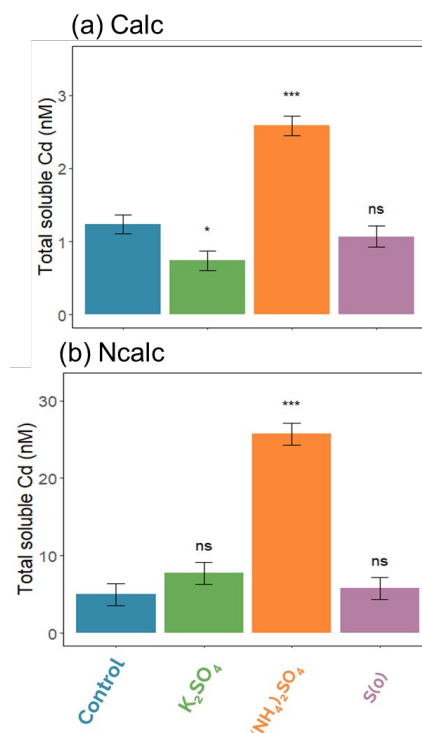 (a) Calc
Total soluble Cd (nM)
3
2
1
0
*
***
ns
(b) Ncalc
Total soluble Cd (nM)
30
20
10
0
ns
***
ns
Control
K₂SO₄
(NH₄)₂SO₄
S(o)